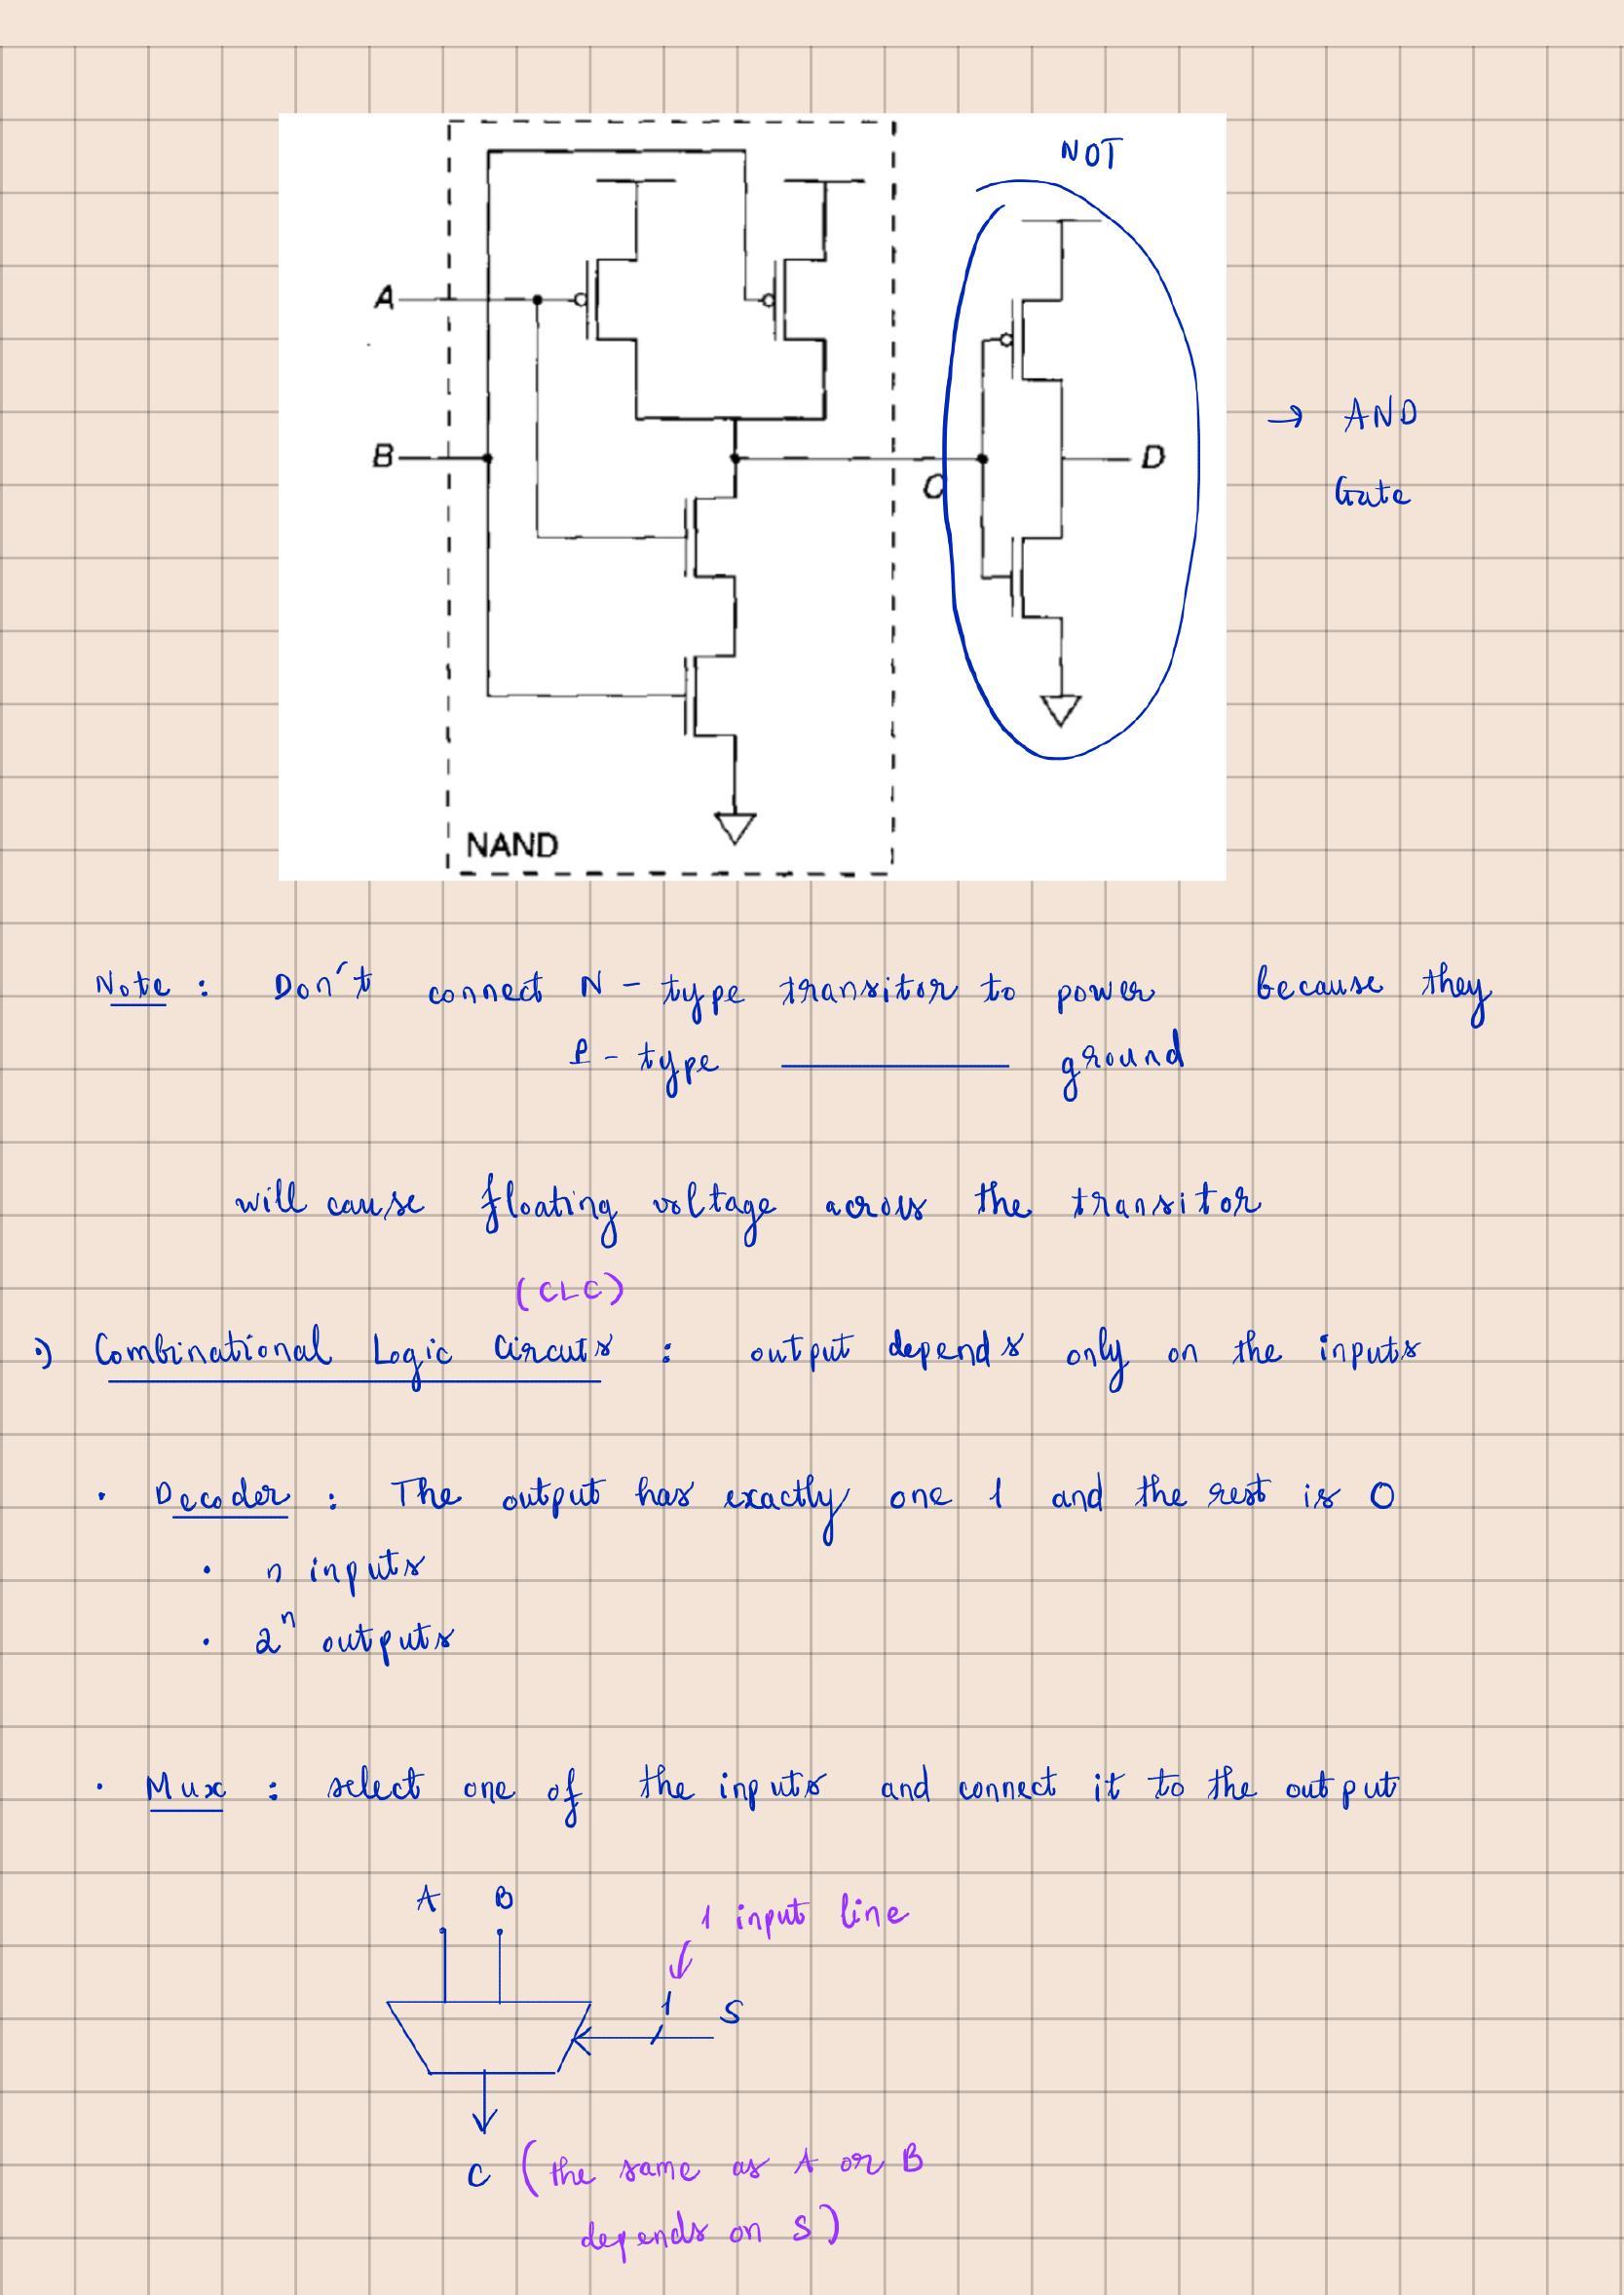 NOT
A
B
C
D
→ AND
Gate
NAND
Note : Don't connect N - type transitor to power because they
P - type ———— ground
will cause floating voltage across the transitor
(CLC)
Combinational Logic Circuts : output depends only on the inputs
· Decoder : The output has exactly one 1 and the rest is 0
· n inputs
· 2ⁿ outputs
· Mux : select one of the inputs and connect it to the output
A B
1 input line
1 S
C (the same as A or B
depends on S)